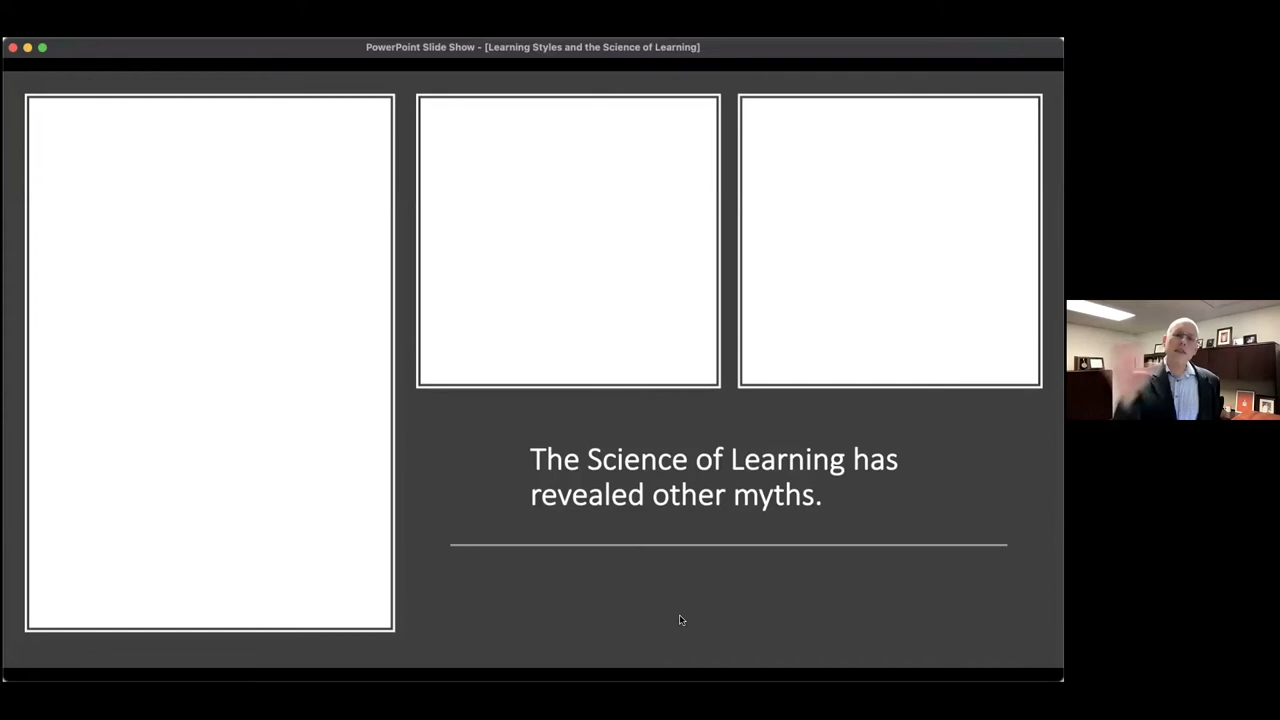 PowerPoint Slide Show - [Learning Styles and the Science of Learning]
The Science of Learning has
revealed other myths.